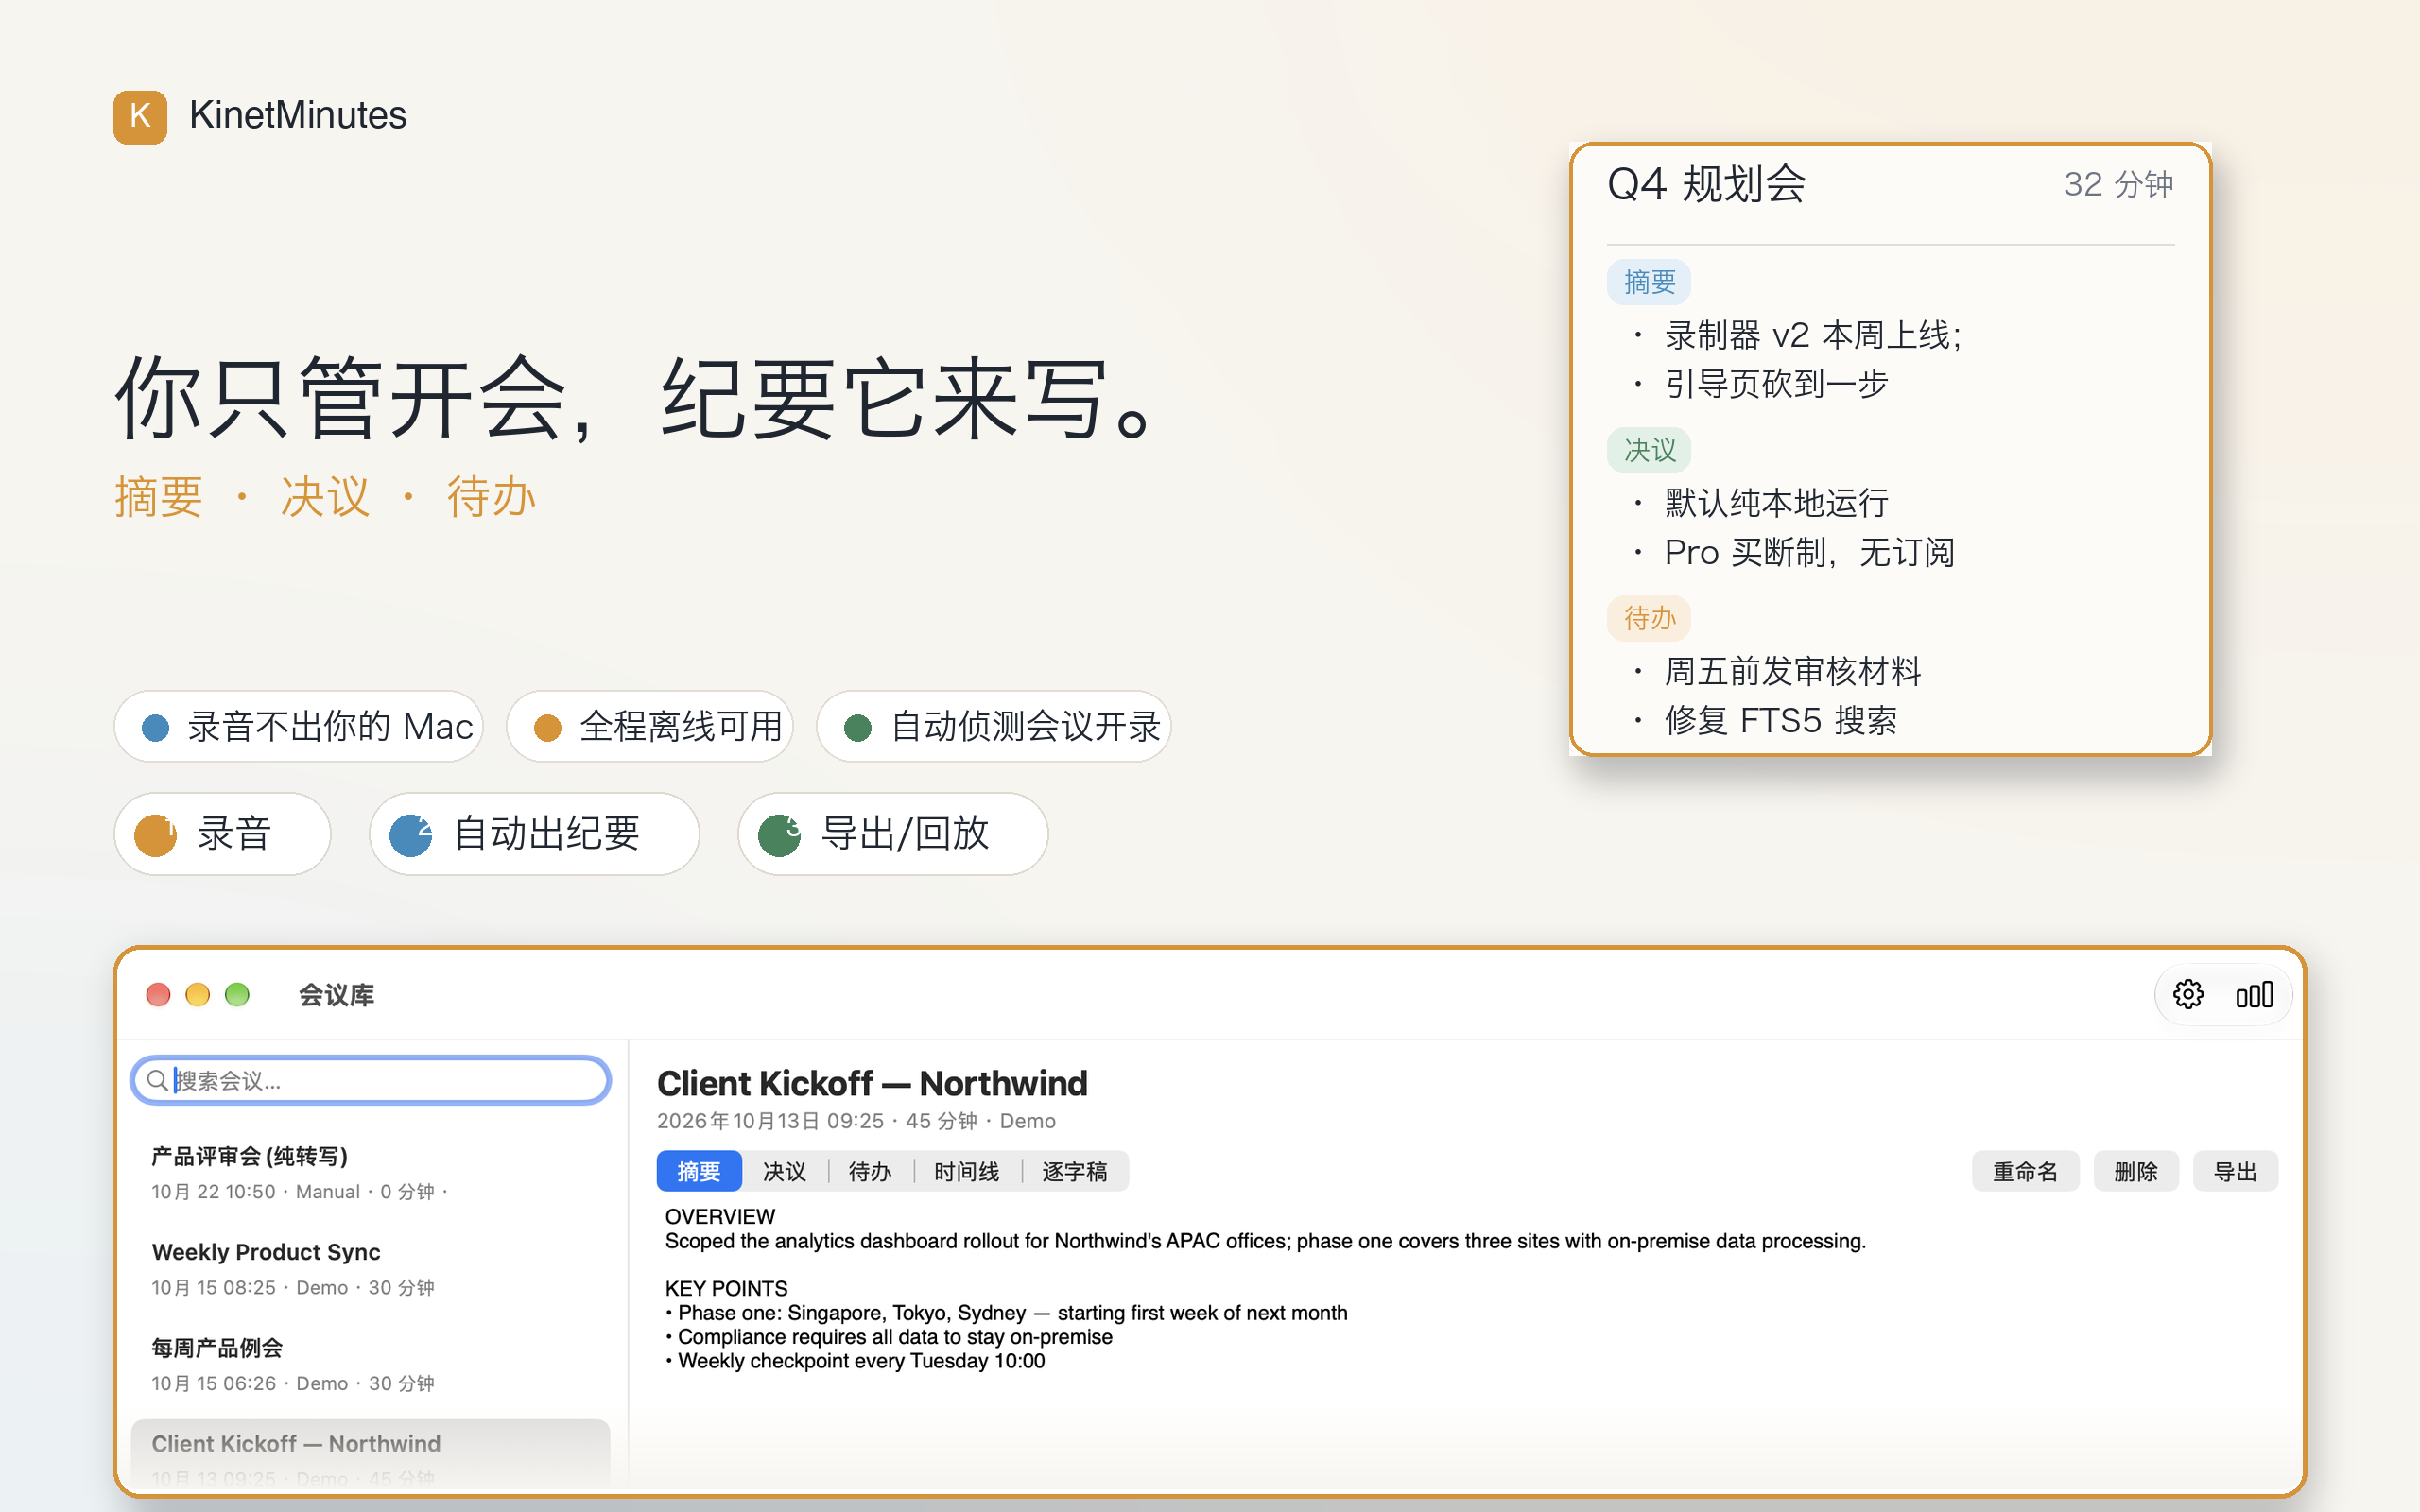 K KinetMinutes
你只管开会，纪要它来写。
摘要 · 决议 · 待办
录音不出你的 Mac
全程离线可用
自动侦测会议开录
1 录音
2 自动出纪要
3 导出/回放
Q4 规划会 32 分钟
摘要
· 录制器 v2 本周上线；
· 引导页砍到一步
决议
· 默认纯本地运行
· Pro 买断制，无订阅
待办
· 周五前发审核材料
· 修复 FTS5 搜索
会议库
搜索会议...
产品评审会 (纯转写)
10月 22 10:50 · Manual · 0 分钟 ·
Weekly Product Sync
10月 15 08:25 · Demo · 30 分钟
每周产品例会
10月 15 06:26 · Demo · 30 分钟
Client Kickoff — Northwind
10月 13 09:25 · Demo · 45 分钟
Client Kickoff — Northwind
2026年10月13日 09:25 · 45 分钟 · Demo
摘要 决议 待办 时间线 逐字稿
重命名 删除 导出
OVERVIEW
Scoped the analytics dashboard rollout for Northwind's APAC offices; phase one covers three sites with on-premise data processing.
KEY POINTS
• Phase one: Singapore, Tokyo, Sydney — starting first week of next month
• Compliance requires all data to stay on-premise
• Weekly checkpoint every Tuesday 10:00